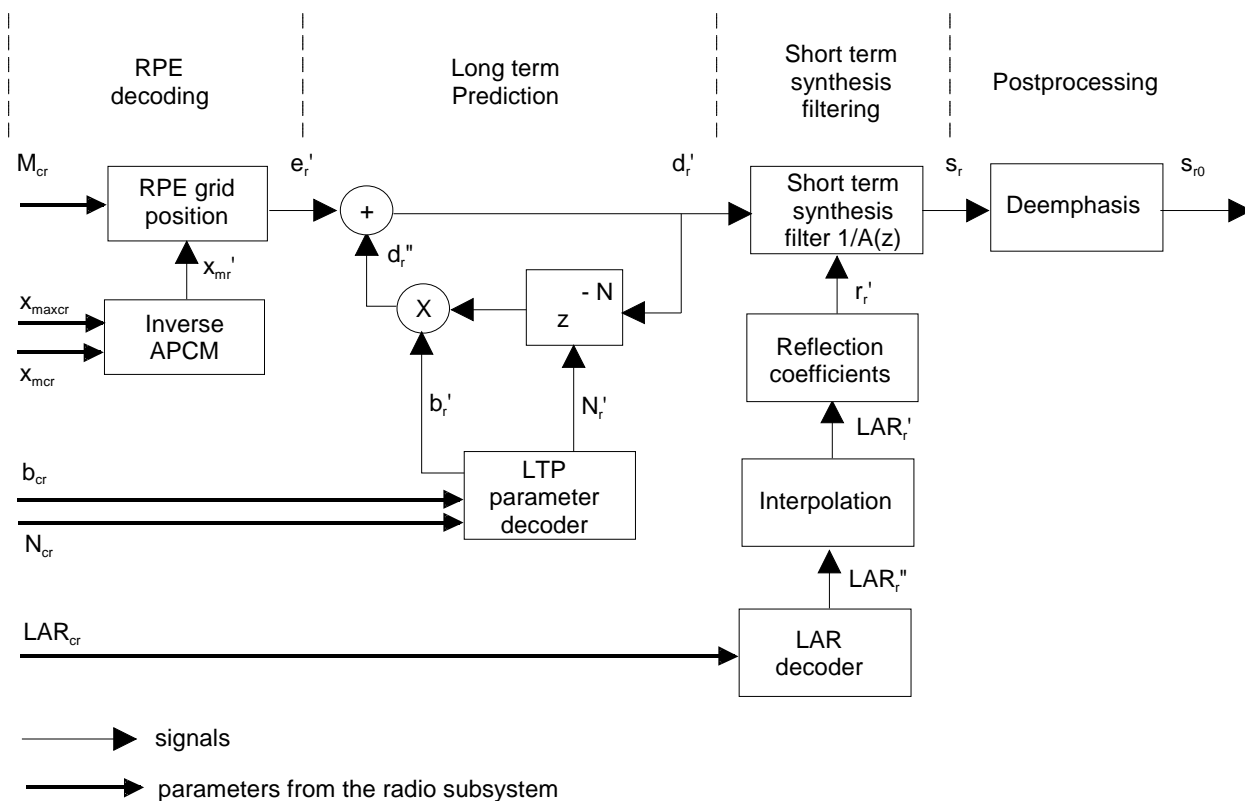 RPE
decoding
Long term
Prediction
Short term
synthesis
filtering
Postprocessing
M_cr
RPE grid
position
e_r'
+
d_r'
Short term
synthesis
filter 1/A(z)
s_r
Deemphasis
s_r0
x_mr'
d_r"
x_maxcr
x_mcr
Inverse
APCM
X
z^-N
r_r'
Reflection
coefficients
b_r'
N_r'
LAR_r'
b_cr
N_cr
LTP
parameter
decoder
Interpolation
LAR_r"
LAR_cr
LAR
decoder
signals
parameters from the radio subsystem